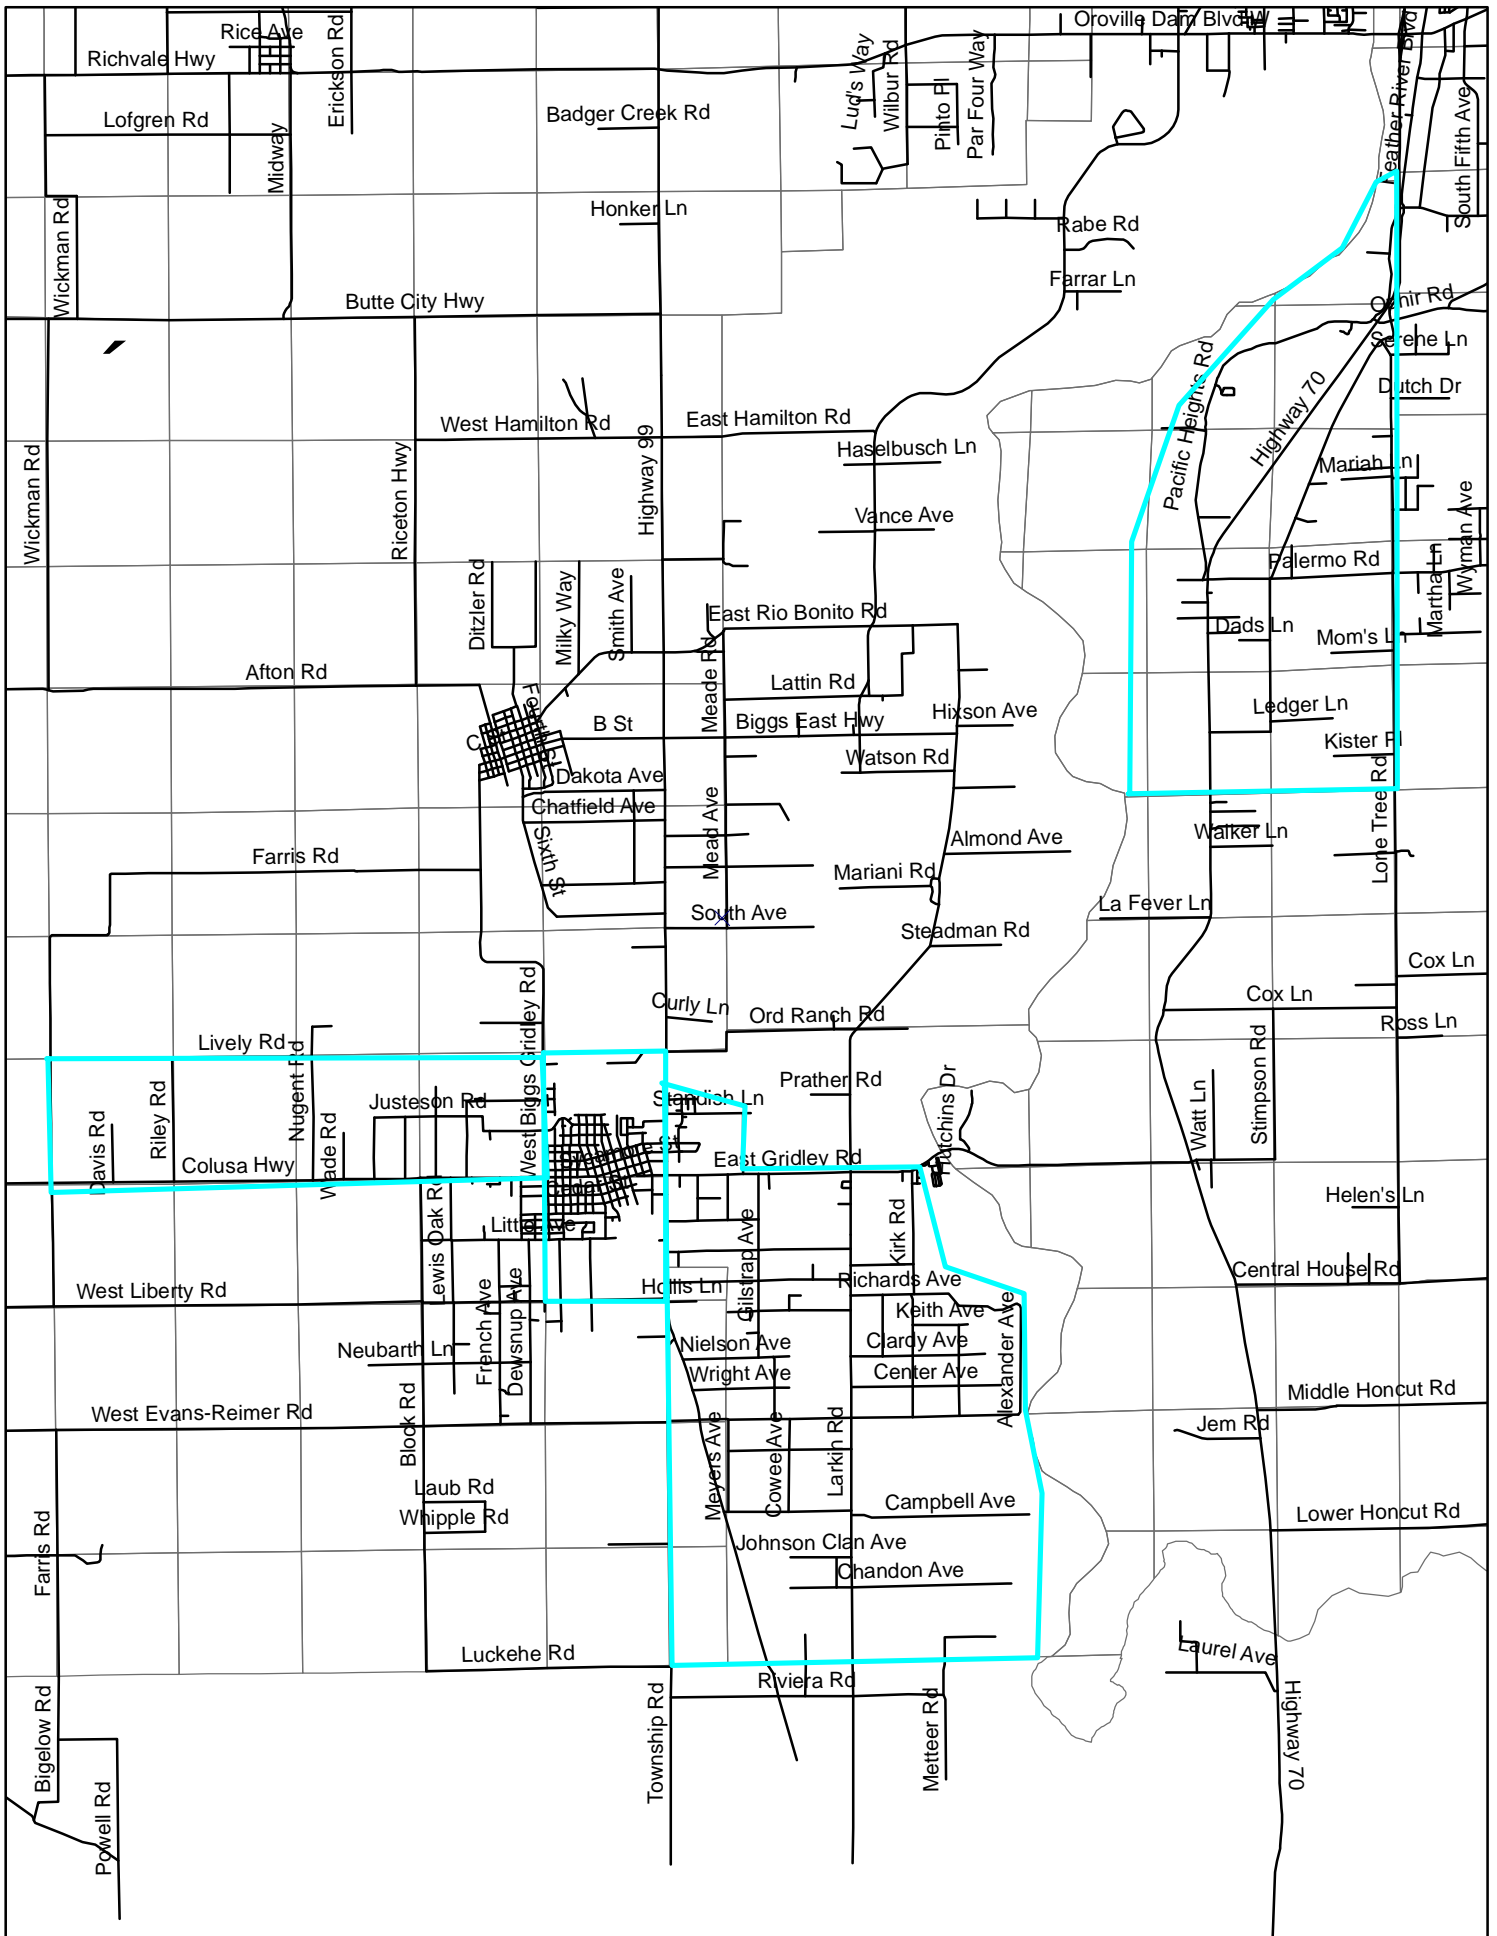 Oroville Dam Blvd W
Rice Ave
Richvale Hwy
Erickson Rd
Feather River Blvd
Lud's Way
Wilbur Rd
Pinto Pl
Par Four Way
Lofgren Rd
Badger Creek Rd
Midway
South Fifth Ave
Wickman Rd
Honker Ln
Rabe Rd
Farrar Ln
Butte City Hwy
Ophir Rd
Serene Ln
Dutch Dr
Pacific Heights Rd
Highway 70
West Hamilton Rd
East Hamilton Rd
Haselbusch Ln
Mariah Ln
Wickman Rd
Riceton Hwy
Highway 99
Vance Ave
Wyman Ave
Palermo Rd
Martha Ln
Ditzler Rd
Milky Way
Smith Ave
East Rio Bonito Rd
Dads Ln
Mom's Ln
Afton Rd
Meade Rd
Lattin Rd
Fourth St
B St
Biggs East Hwy
Hixson Ave
Ledger Ln
Kister Pl
Watson Rd
Dakota Ave
Chatfield Ave
Sixth St
Mead Ave
Almond Ave
Walker Ln
Lone Tree Rd
Farris Rd
Mariani Rd
South Ave
La Fever Ln
Steadman Rd
Cox Ln
Cox Ln
West Biggs Gridley Rd
Curly Ln
Ord Ranch Rd
Ross Ln
Lively Rd
Nugent Rd
Stimpson Rd
Prather Rd
Standish Ln
Hutchins Dr
Watt Ln
Justeson Rd
Davis Rd
Riley Rd
Wade Rd
Colusa Hwy
Sycamore St
East Gridley Rd
Cedar St
Helen's Ln
Lewis Oak Rd
Little Ave
Gilstrap Ave
Kirk Rd
West Liberty Rd
Hollis Ln
Richards Ave
Central House Rd
French Ave
Dewsnup Ave
Keith Ave
Alexander Ave
Neubarth Ln
Nielson Ave
Clardy Ave
Wright Ave
Center Ave
Middle Honcut Rd
West Evans-Reimer Rd
Block Rd
Meyers Ave
Cowee Ave
Larkin Rd
Jem Rd
Laub Rd
Whipple Rd
Campbell Ave
Lower Honcut Rd
Farris Rd
Johnson Clan Ave
Chandon Ave
Luckehe Rd
Laurel Ave
Riviera Rd
Bigelow Rd
Township Rd
Metteer Rd
Highway 70
Powell Rd